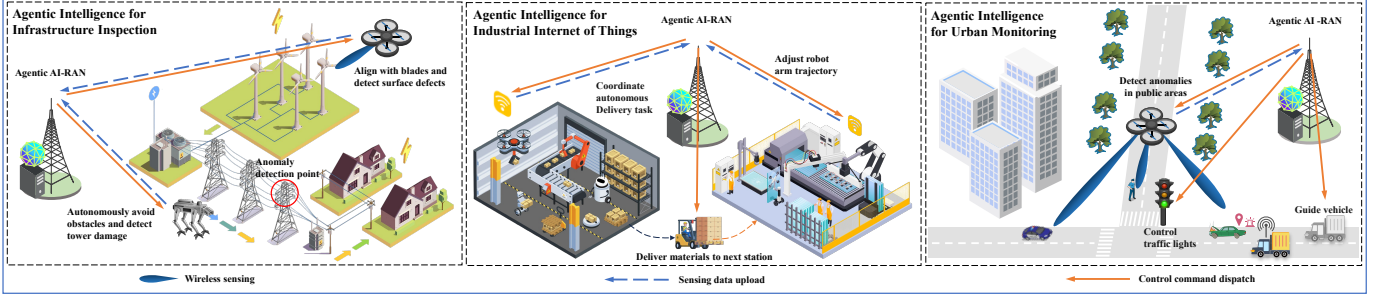 Agentic Intelligence for
Infrastructure Inspection
Agentic AI-RAN
Align with blades and
detect surface defects
Anomaly
detection point
Autonomously avoid
obstacles and detect
tower damage
Agentic Intelligence for
Industrial Internet of Things
Agentic AI-RAN
Coordinate
autonomous
Delivery task
Adjust robot
arm trajectory
Deliver materials to next station
Agentic Intelligence
for Urban Monitoring
Agentic AI -RAN
Detect anomalies
in public areas
Control
traffic lights
Guide vehicle
Wireless sensing
Sensing data upload
Control command dispatch